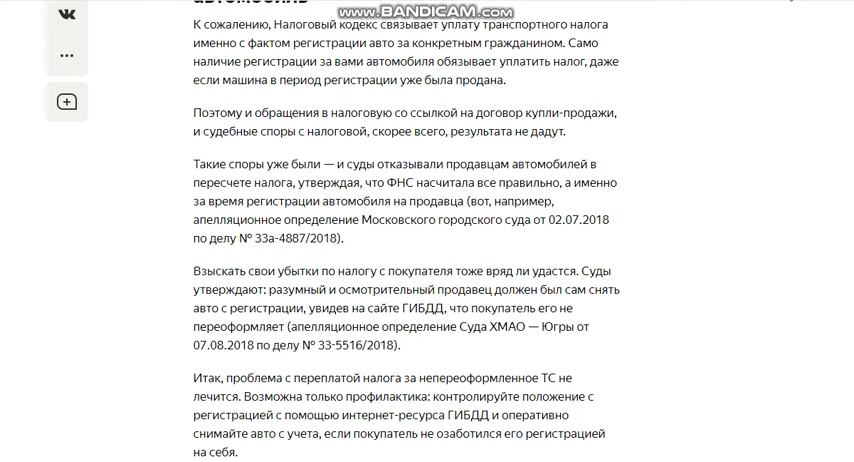 www.BANDICAM.com
К сожалению, Налоговый кодекс связывает уплату транспортного налога
именно с фактом регистрации авто за конкретным гражданином. Само
наличие регистрации за вами автомобиля обязывает уплатить налог, даже
если машина в период регистрации уже была продана.
Поэтому и обращения в налоговую со ссылкой на договор купли-продажи,
и судебные споры с налоговой, скорее всего, результата не дадут.
Такие споры уже были — и суды отказывали продавцам автомобилей в
пересчете налога, утверждая, что ФНС насчитала все правильно, а именно
за время регистрации автомобиля на продавца (вот, например,
апелляционное определение Московского городского суда от 02.07.2018
по делу № 33а-4887/2018).
Взыскать свои убытки по налогу с покупателя тоже вряд ли удастся. Суды
утверждают: разумный и осмотрительный продавец должен был сам снять
авто с регистрации, увидев на сайте ГИБДД, что покупатель его не
переоформляет (апелляционное определение Суда ХМАО — Югры от
07.08.2018 по делу № 33-5516/2018).
Итак, проблема с переплатой налога за непереоформленное ТС не
лечится. Возможна только профилактика: контролируйте положение с
регистрацией с помощью интернет-ресурса ГИБДД и оперативно
снимайте авто с учета, если покупатель не озаботился его регистрацией
на себя.